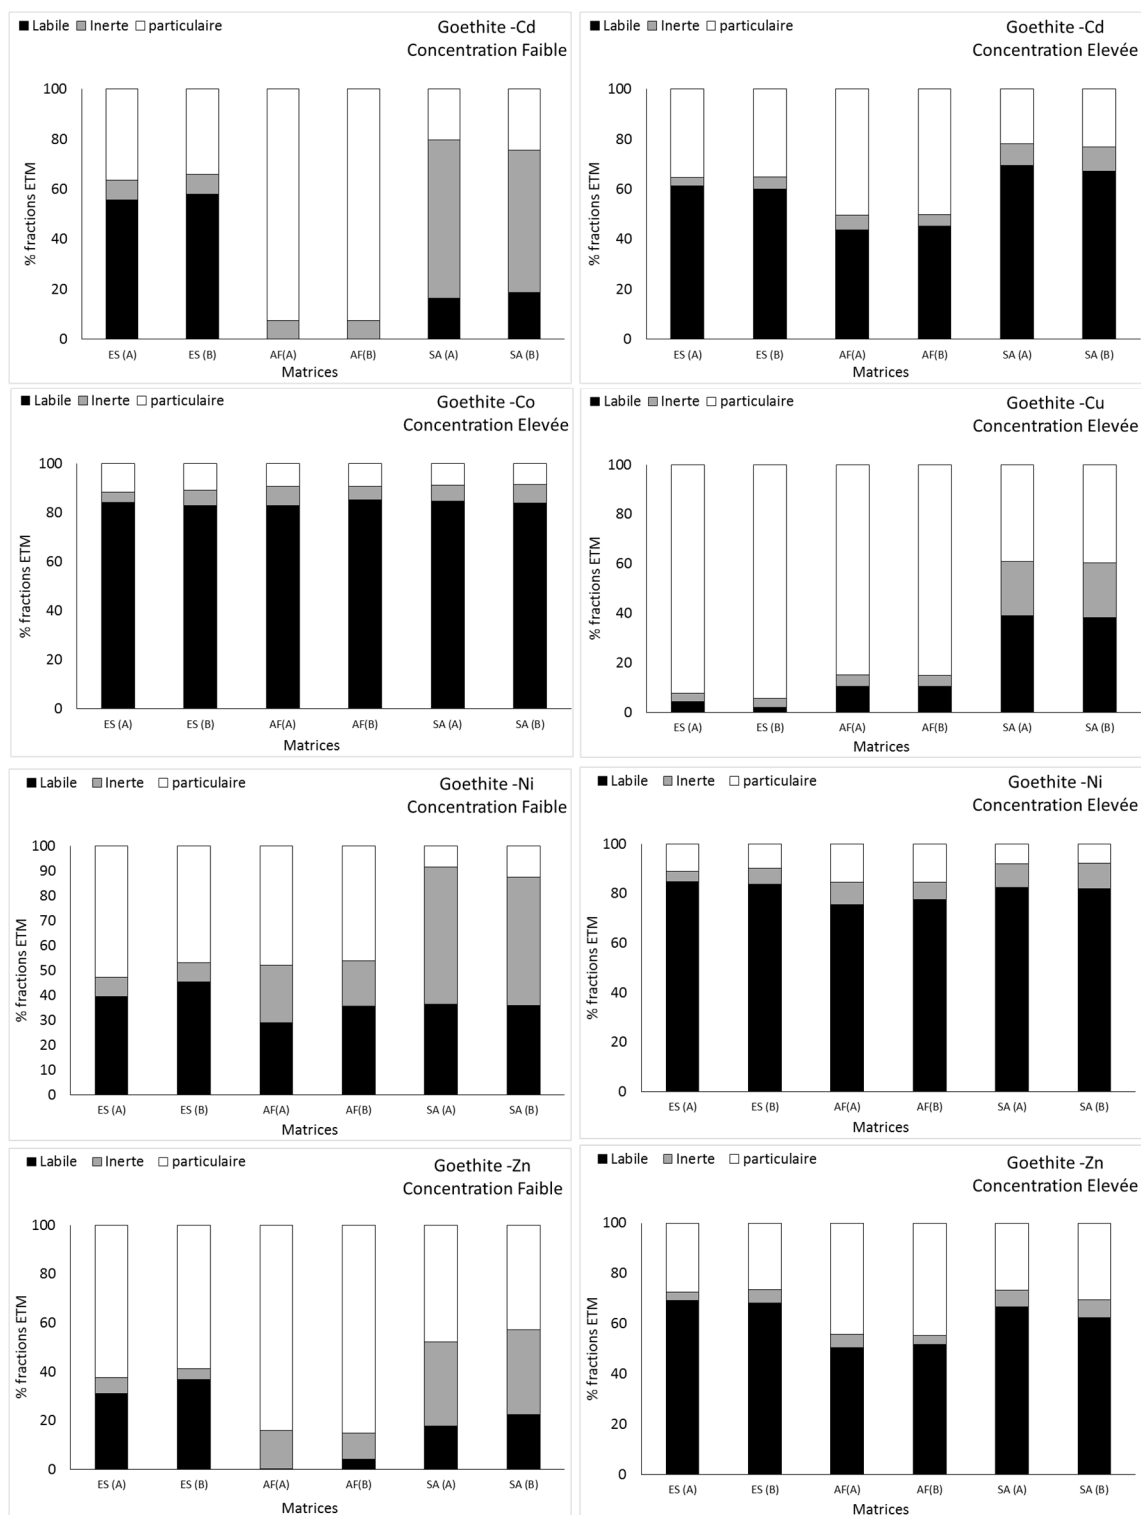 Labile Inerte particulaire
Goethite -Cd
Concentration Faible
% fractions ETM
100
80
60
40
20
0
ES (A) ES (B) AF(A) AF(B) SA (A) SA (B)
Matrices
Labile Inerte particulaire
Goethite -Cd
Concentration Elevée
% fractions ETM
100
80
60
40
20
0
ES (A) ES (B) AF(A) AF(B) SA (A) SA (B)
Matrices
Labile Inerte particulaire
Goethite -Co
Concentration Elevée
% fractions ETM
100
80
60
40
20
0
ES (A) ES (B) AF(A) AF(B) SA (A) SA (B)
Matrices
Labile Inerte particulaire
Goethite -Cu
Concentration Elevée
% fractions ETM
100
80
60
40
20
0
ES (A) ES (B) AF(A) AF(B) SA (A) SA (B)
Matrices
Labile Inerte particulaire
Goethite -Ni
Concentration Faible
% fractions ETM
100
90
80
70
60
50
40
30
20
10
0
ES (A) ES (B) AF(A) AF(B) SA (A) SA (B)
Matrices
Labile Inerte particulaire
Goethite -Ni
Concentration Elevée
% fractions ETM
100
80
60
40
20
0
ES (A) ES (B) AF(A) AF(B) SA (A) SA (B)
Matrices
Labile Inerte particulaire
Goethite -Zn
Concentration Faible
% fractions ETM
100
80
60
40
20
0
ES (A) ES (B) AF(A) AF(B) SA (A) SA (B)
Matrices
Labile Inerte particulaire
Goethite -Zn
Concentration Elevée
% fractions ETM
100
80
60
40
20
0
ES (A) ES (B) AF(A) AF(B) SA (A) SA (B)
Matrices